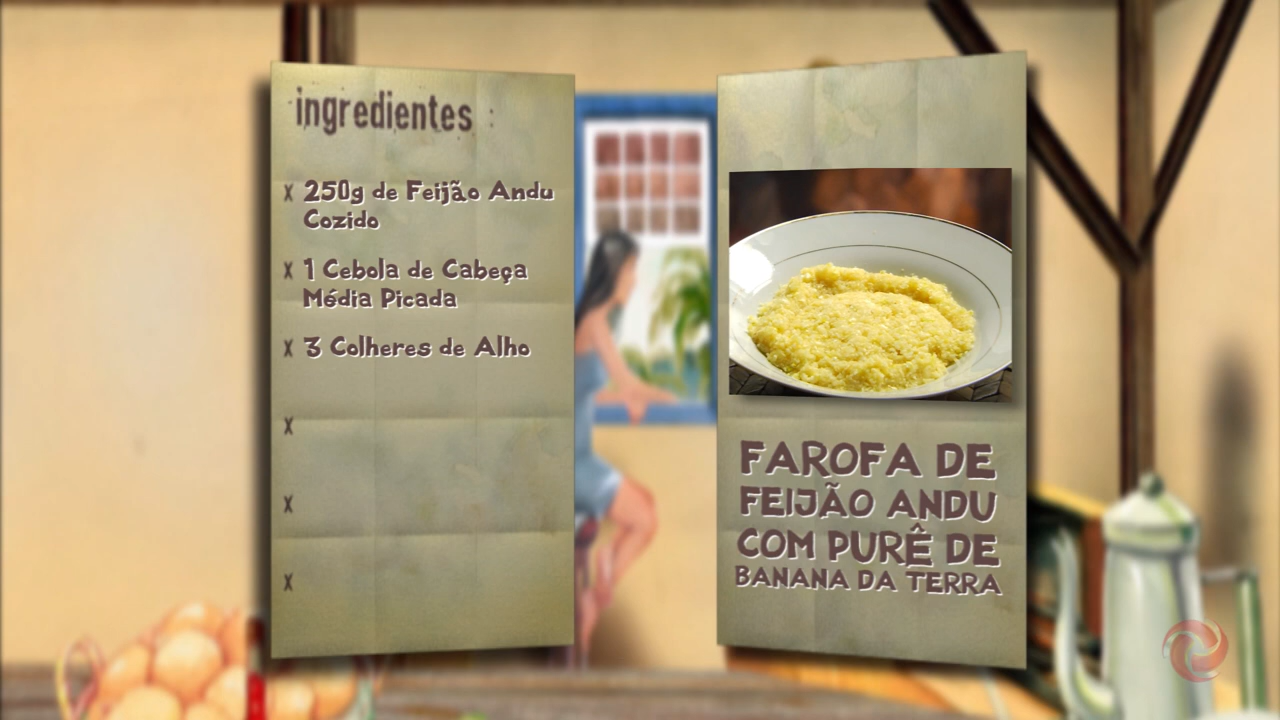 ingredientes :
x 250g de Feijão Andu
Cozido
x 1 Cebola de Cabeça
Média Picada
x 3 Colheres de Alho
x
x
x
FAROFA DE
FEIJÃO ANDU
COM PURÊ DE
BANANA DA TERRA